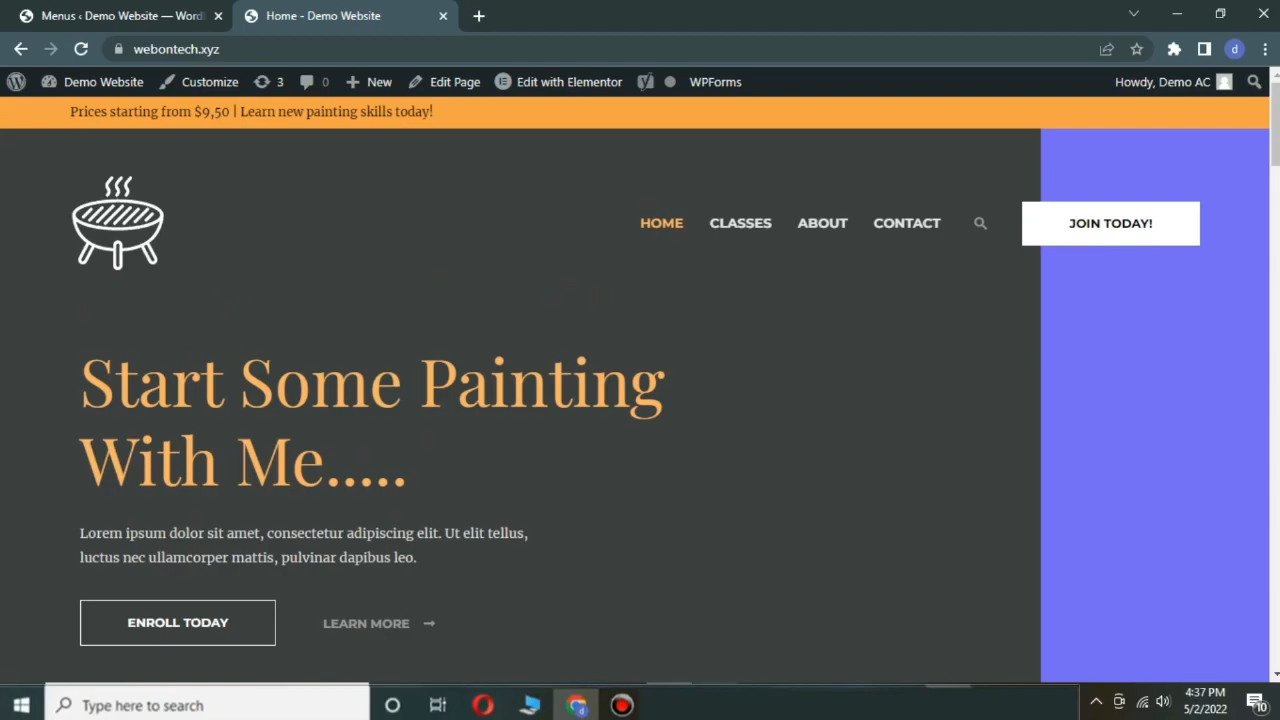 Menus ‹ Demo Website — Word
Home - Demo Website
webontech.xyz
d
Demo Website
Customize
3
0
New
Edit Page
Edit with Elementor
WPForms
Howdy, Demo AC
Prices starting from $9,50 | Learn new painting skills today!
HOME
CLASSES
ABOUT
CONTACT
JOIN TODAY!
Start Some Painting
With Me.....
Lorem ipsum dolor sit amet, consectetur adipiscing elit. Ut elit tellus,
luctus nec ullamcorper mattis, pulvinar dapibus leo.
ENROLL TODAY
LEARN MORE
Type here to search
4:37 PM
5/2/2022
10